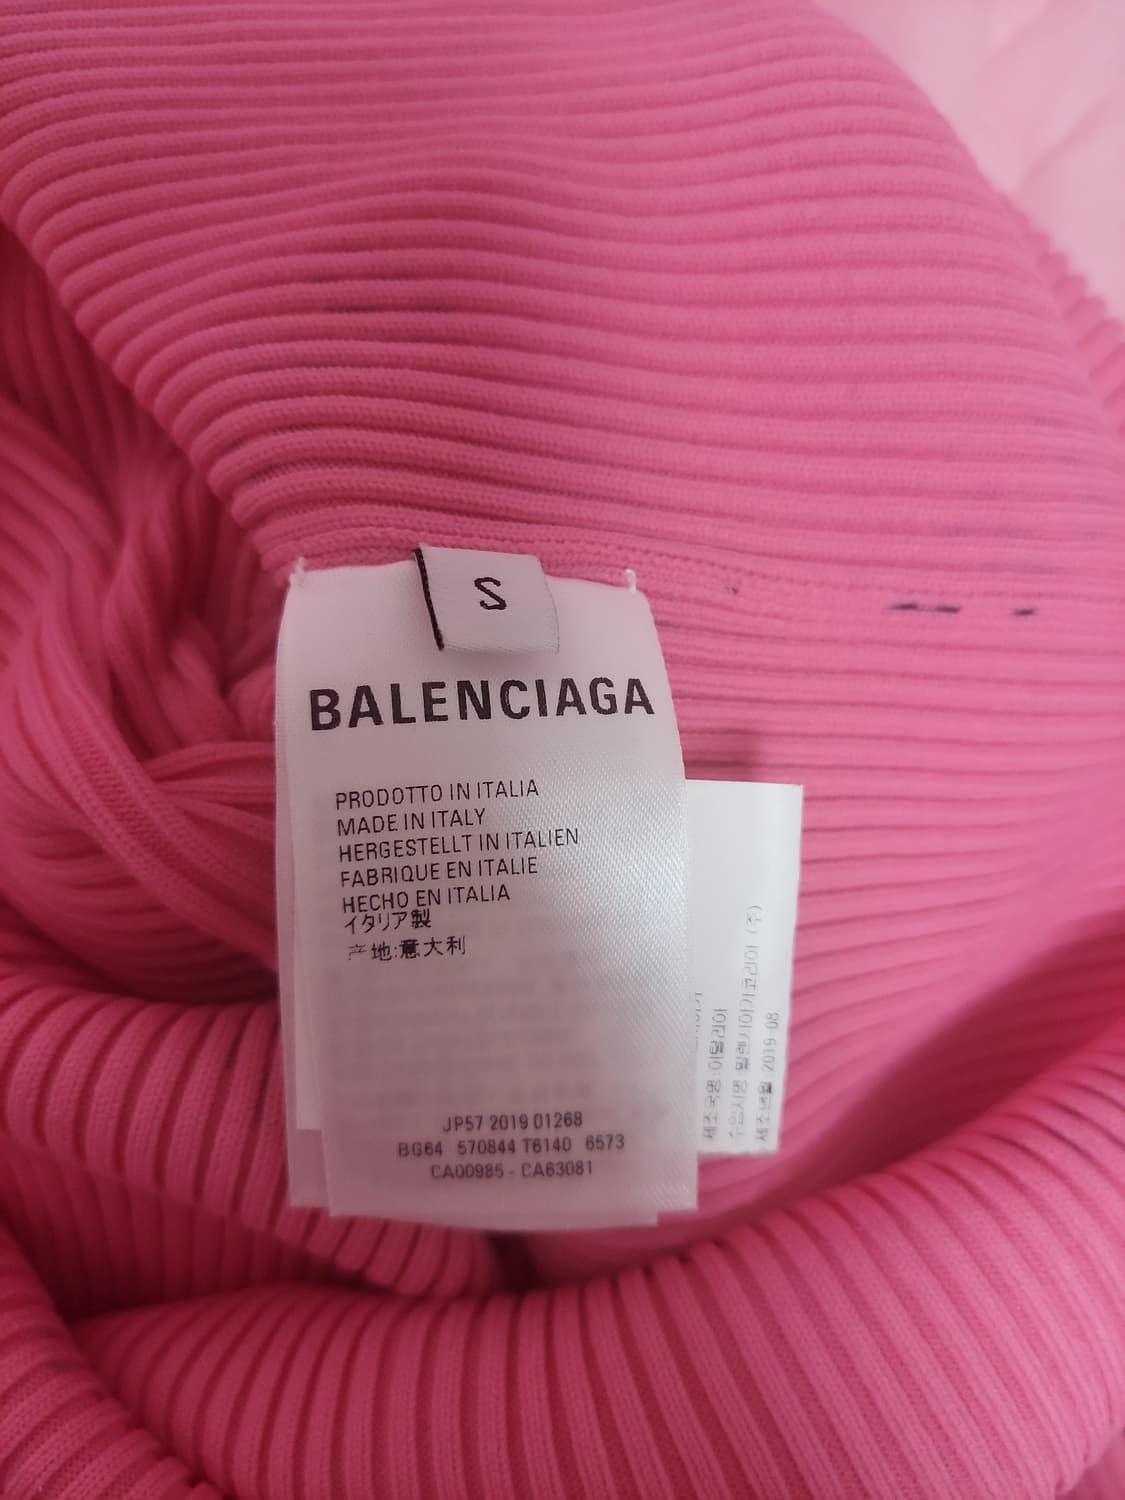 S
BALENCIAGA
PRODOTTO IN ITALIA
MADE IN ITALY
HERGESTELLT IN ITALIEN
FABRIQUE EN ITALIE
HECHO EN ITALIA
イタリア製
产地:意大利
JP57 2019 01268
BG64 570844 T6140 6573
CA00985 - CA63081
2019-08